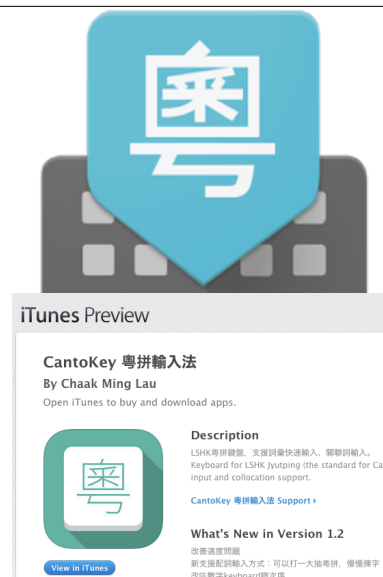 粵
iTunes Preview
CantoKey 粵拼輸入法
By Chaak Ming Lau
Open iTunes to buy and download apps.
粵
Description
LSHK粵拼鍵盤，支援詞彙快速輸入、關聯詞輸入。
Keyboard for LSHK Jyutping (the standard for Ca
input and collocation support.
CantoKey 粵拼輸入法 Support
What's New in Version 1.2
改善速度問題
新支援配詞輸入方式：可以打一大抽粵拼，慢慢揀字
View in iTunes